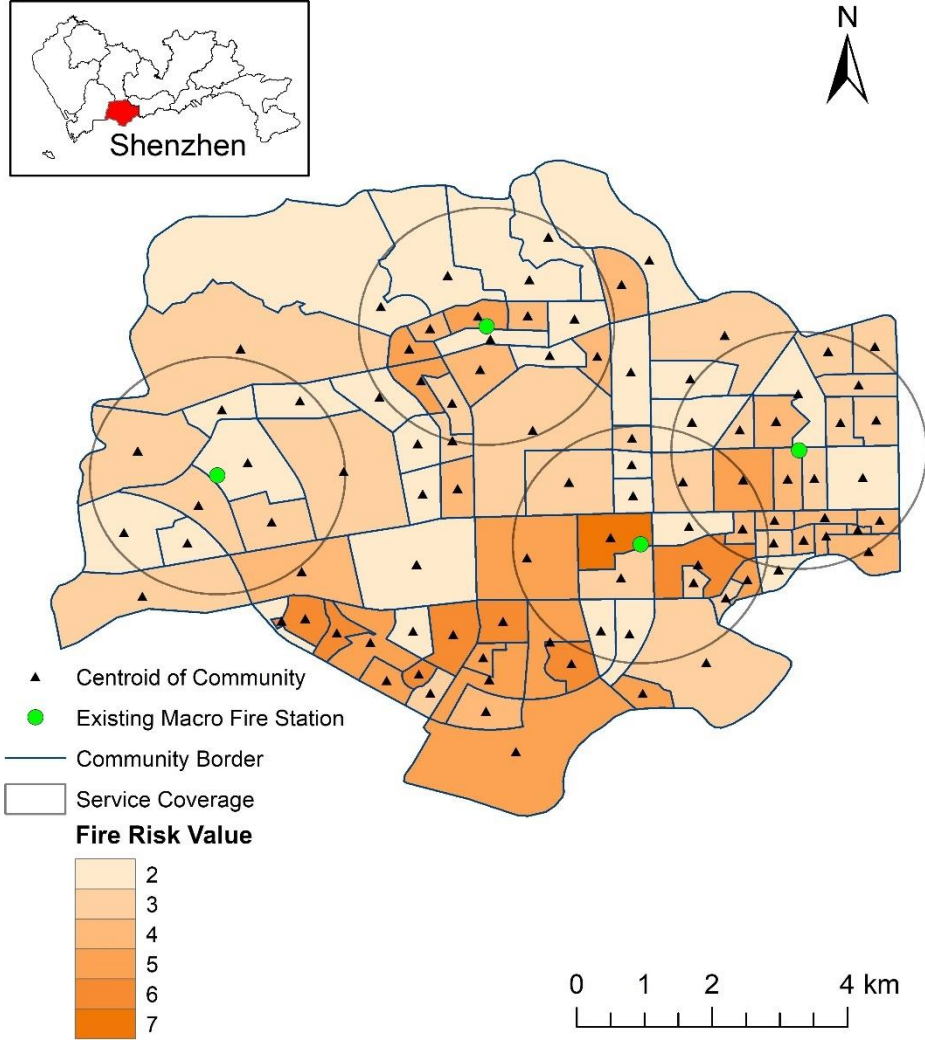 N
Shenzhen
Centroid of Community
Existing Macro Fire Station
Community Border
Service Coverage
Fire Risk Value
2
3
4
5
6
7
0 1 2 4 km